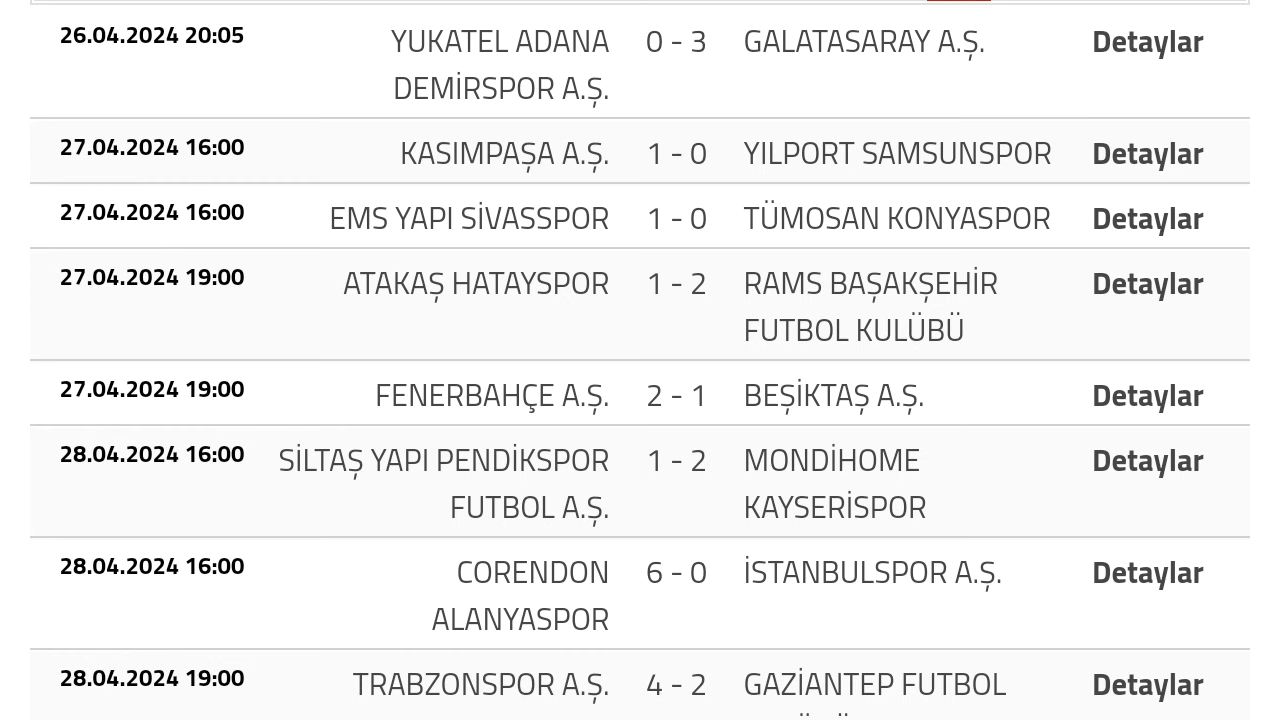 26.04.2024 20:05 YUKATEL ADANA 0 - 3 GALATASARAY A.Ş. Detaylar
DEMİRSPOR A.Ş.
27.04.2024 16:00 KASIMPAŞA A.Ş. 1 - 0 YILPORT SAMSUNSPOR Detaylar
27.04.2024 16:00 EMS YAPI SİVASSPOR 1 - 0 TÜMOSAN KONYASPOR Detaylar
27.04.2024 19:00 ATAKAŞ HATAYSPOR 1 - 2 RAMS BAŞAKŞEHİR Detaylar
FUTBOL KULÜBÜ
27.04.2024 19:00 FENERBAHÇE A.Ş. 2 - 1 BEŞİKTAŞ A.Ş. Detaylar
28.04.2024 16:00 SİLTAŞ YAPI PENDİKSPOR 1 - 2 MONDİHOME Detaylar
FUTBOL A.Ş. KAYSERİSPOR
28.04.2024 16:00 CORENDON 6 - 0 İSTANBULSPOR A.Ş. Detaylar
ALANYASPOR
28.04.2024 19:00 TRABZONSPOR A.Ş. 4 - 2 GAZİANTEP FUTBOL Detaylar